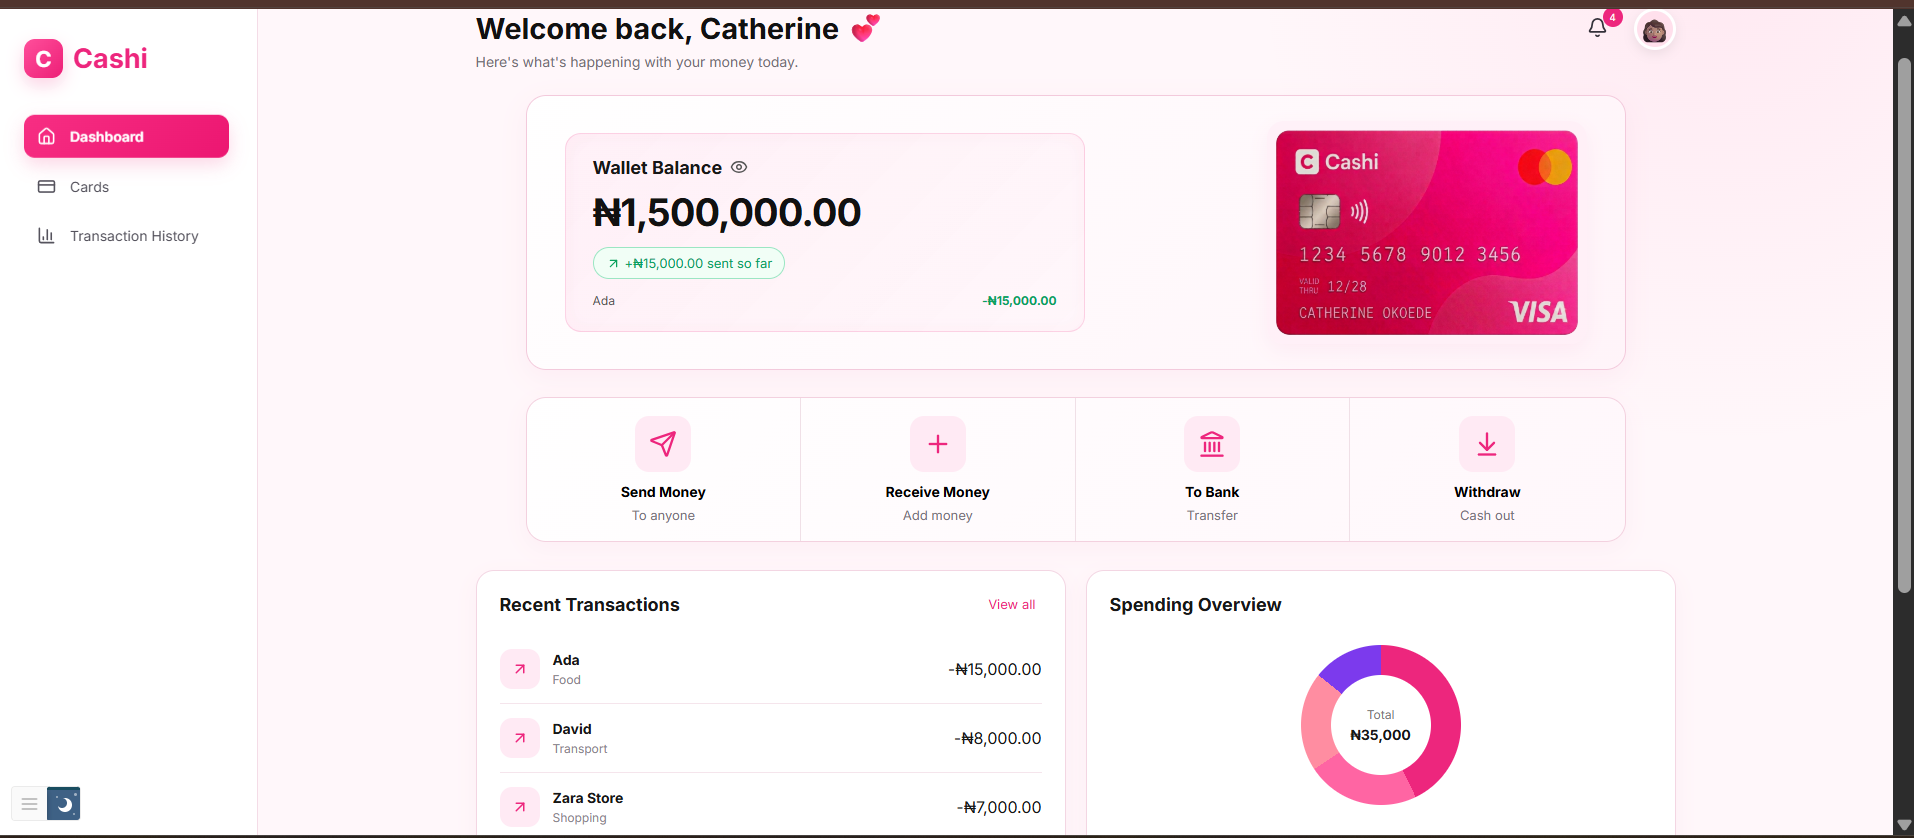 C Cashi
Dashboard
Cards
Transaction History
Welcome back, Catherine 💕
Here's what's happening with your money today.
4
Wallet Balance
₦1,500,000.00
+₦15,000.00 sent so far
Ada -₦15,000.00
C Cashi
1234 5678 9012 3456
VALID
THRU 12/28
CATHERINE OKOEDE
VISA
Send Money
To anyone
Receive Money
Add money
To Bank
Transfer
Withdraw
Cash out
Recent Transactions View all
Ada
Food
-₦15,000.00
David
Transport
-₦8,000.00
Zara Store
Shopping
-₦7,000.00
Spending Overview
Total
₦35,000